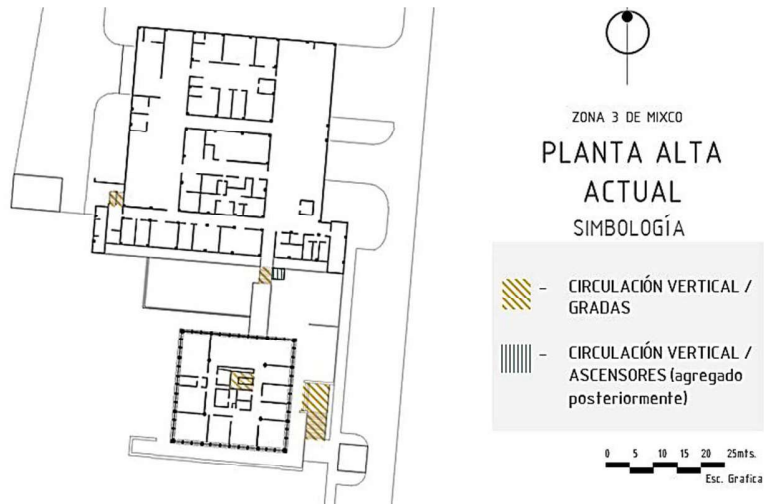 ZONA 3 DE MIXCO
PLANTA ALTA
ACTUAL
SIMBOLOGÍA
- CIRCULACIÓN VERTICAL /
GRADAS
- CIRCULACIÓN VERTICAL /
ASCENSORES (agregado
posteriormente)
0 5 10 15 20 25mts.
Esc. Grafica